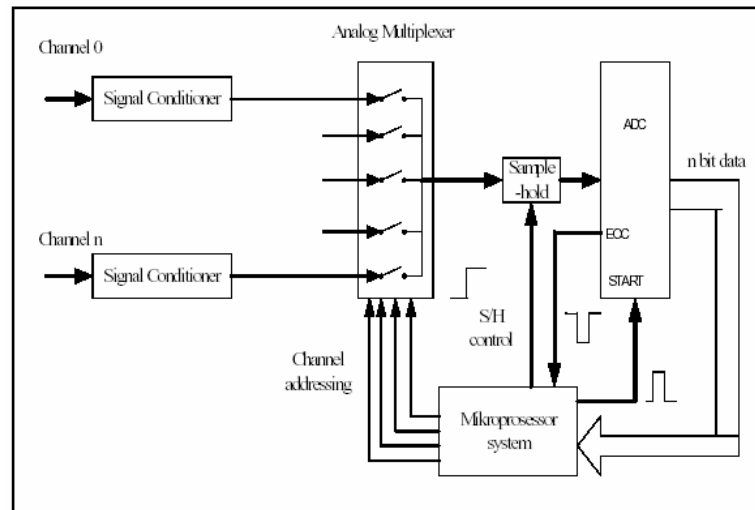 Analog Multiplexer
Channel 0
Signal Conditioner
ADC
n bit data
Sample
-hold
Channel n
EOC
Signal Conditioner
START
S/H
control
Channel
addressing
Mikroprosessor
system